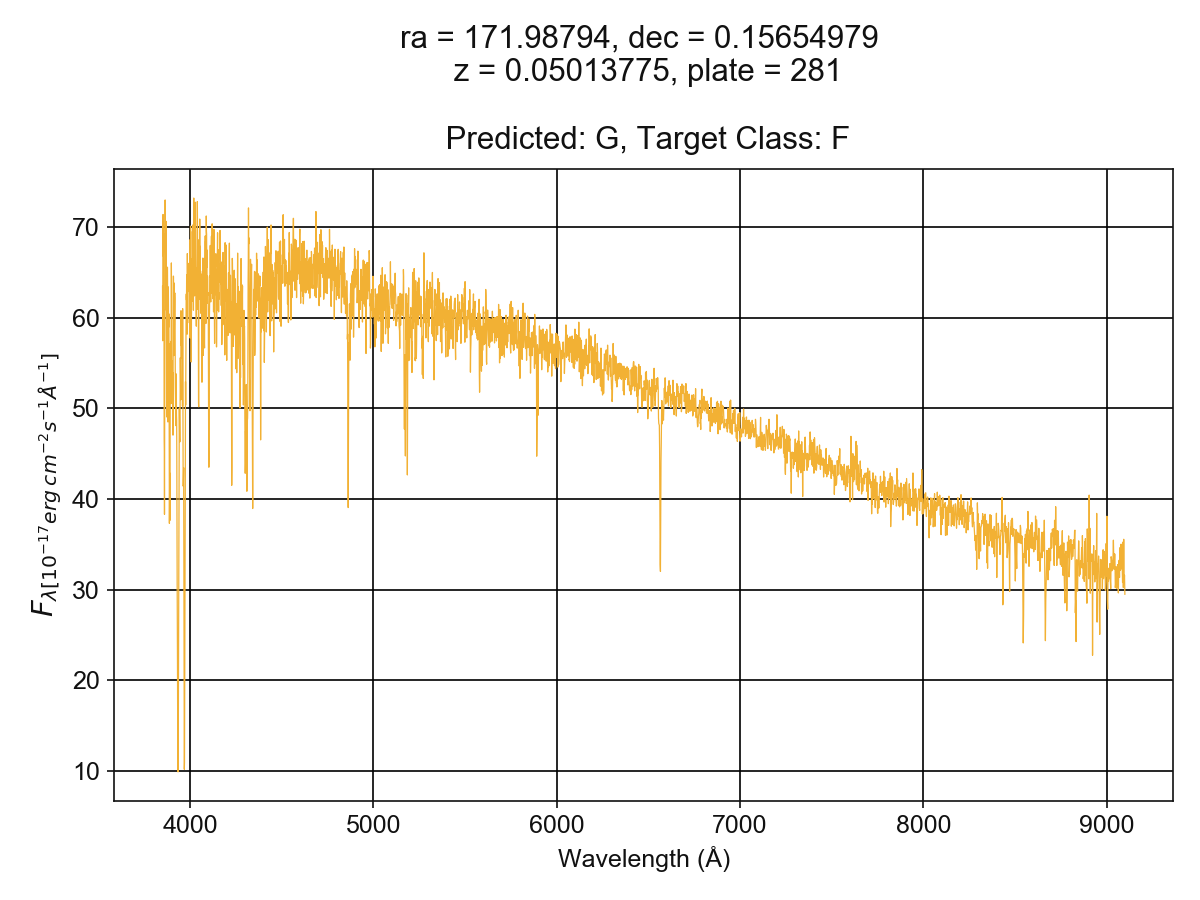 ra = 171.98794, dec = 0.15654979
z = 0.05013775, plate = 281
Predicted: G, Target Class: F
70
60
50
40
30
20
10
F_{λ[10^{−17}erg cm^{−2}s^{−1}Å^{−1}]}
4000 5000 6000 7000 8000 9000
Wavelength (Å)